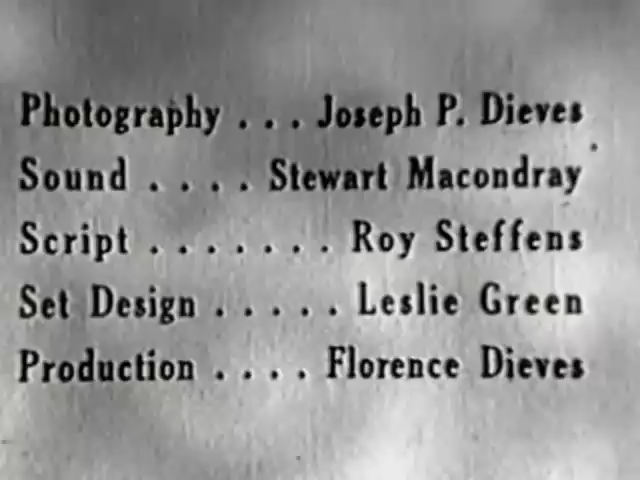 Photography . . . Joseph P. Dieves
Sound . . . . Stewart Macondray
Script . . . . . . . Roy Steffens
Set Design . . . . . Leslie Green
Production . . . . Florence Dieves